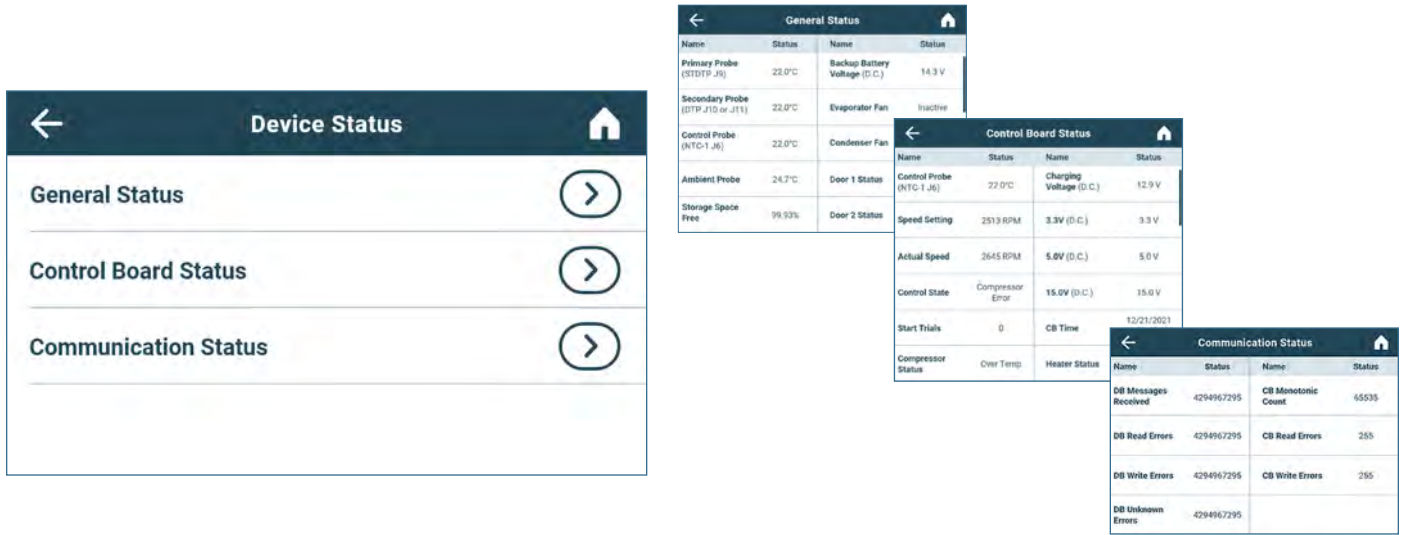 Device Status
General Status
Control Board Status
Communication Status
General Status
Name Status Name Status
Primary Probe
(STDTP J9) 22.0°C Backup Battery
Voltage (D.C.) 14.3 V
Secondary Probe
(DTP J10 or J11) 22.0°C Evaporator Fan Inactive
Control Probe
(NTC-1 J6) 22.0°C Condenser Fan
Ambient Probe 24.7°C Door 1 Status
Storage Space
Free 99.93% Door 2 Status
Control Board Status
Name Status Name Status
Control Probe
(NTC-1 J6) 22.0°C Charging
Voltage (D.C.) 12.9 V
Speed Setting 2513 RPM 3.3V (D.C.) 3.3 V
Actual Speed 2645 RPM 5.0V (D.C.) 5.0 V
Control State Compressor
Error 15.0V (D.C.) 15.0 V
Start Trials 0 CB Time 12/21/2021
Compressor
Status Over Temp Heater Status
Communication Status
Name Status Name Status
DB Messages
Received 4294967295 CB Monotonic
Count 65535
DB Read Errors 4294967295 CB Read Errors 255
DB Write Errors 4294967295 CB Write Errors 255
DB Unknown
Errors 4294967295